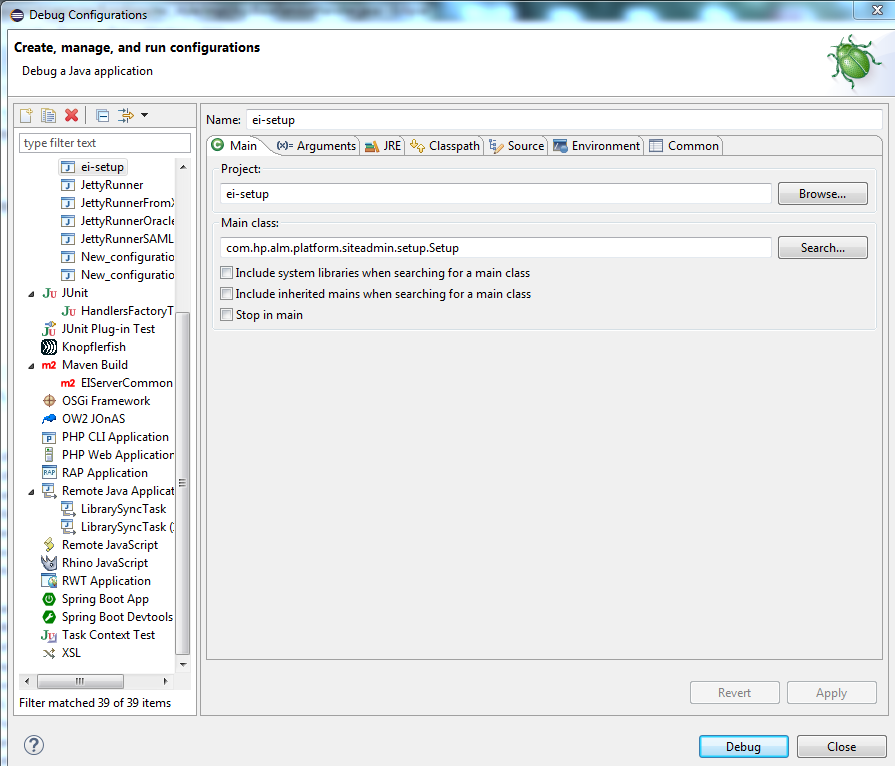 Debug Configurations
Create, manage, and run configurations
Debug a Java application
type filter text
ei-setup
JettyRunner
JettyRunnerFromX
JettyRunnerOracle
JettyRunnerSAML
New_configuratio
New_configuratio
JUnit
HandlersFactoryT
JUnit Plug-in Test
Knopflerfish
m2 Maven Build
m2 EIServerCommon
OSGi Framework
OW2 JOnAS
PHP CLI Application
PHP Web Application
RAP Application
Remote Java Applicat
LibrarySyncTask
LibrarySyncTask (
Remote JavaScript
Rhino JavaScript
RWT Application
Spring Boot App
Spring Boot Devtools
Task Context Test
XSL
Filter matched 39 of 39 items
Name: ei-setup
Main (x)= Arguments JRE Classpath Source Environment Common
Project:
ei-setup Browse...
Main class:
com.hp.alm.platform.siteadmin.setup.Setup Search...
Include system libraries when searching for a main class
Include inherited mains when searching for a main class
Stop in main
Revert Apply
? Debug Close